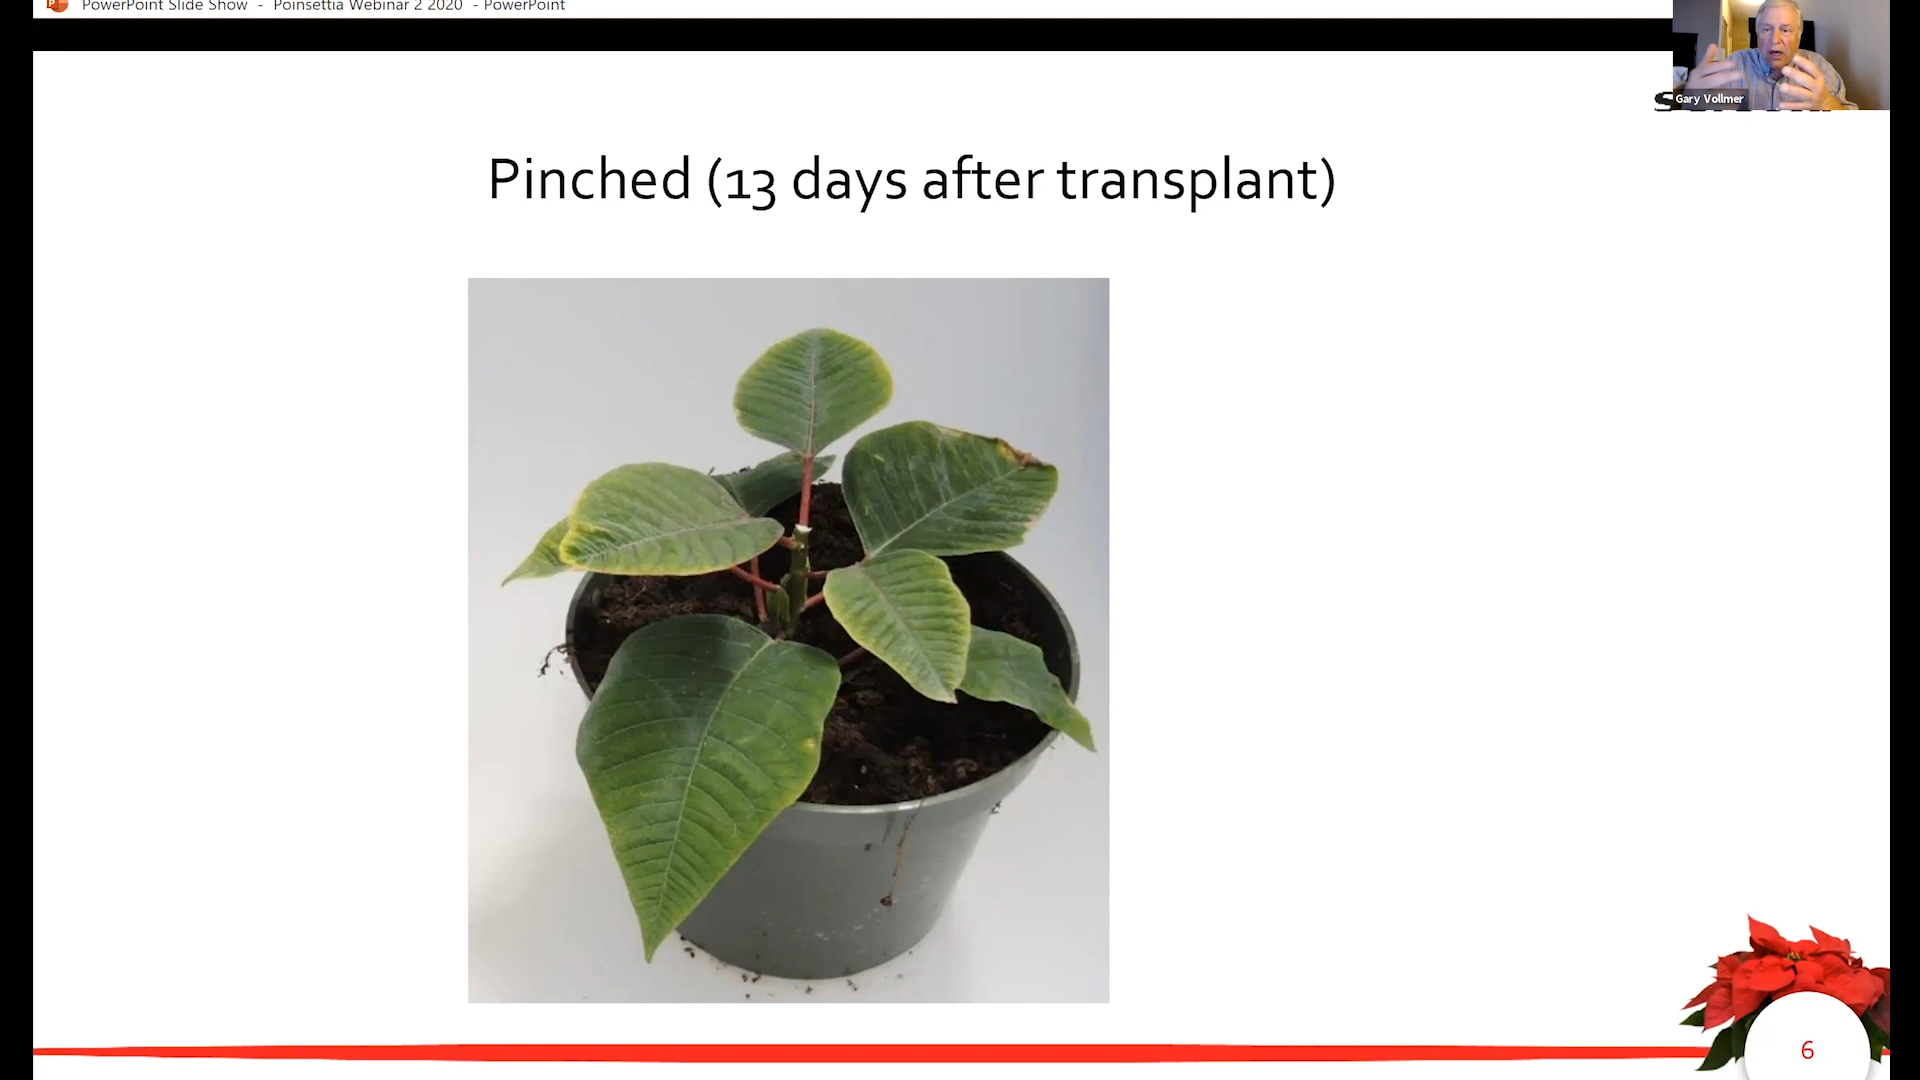 PowerPoint Slide Show - Poinsettia Webinar 2 2020 - PowerPoint
Gary Vollmer
Pinched (13 days after transplant)
6